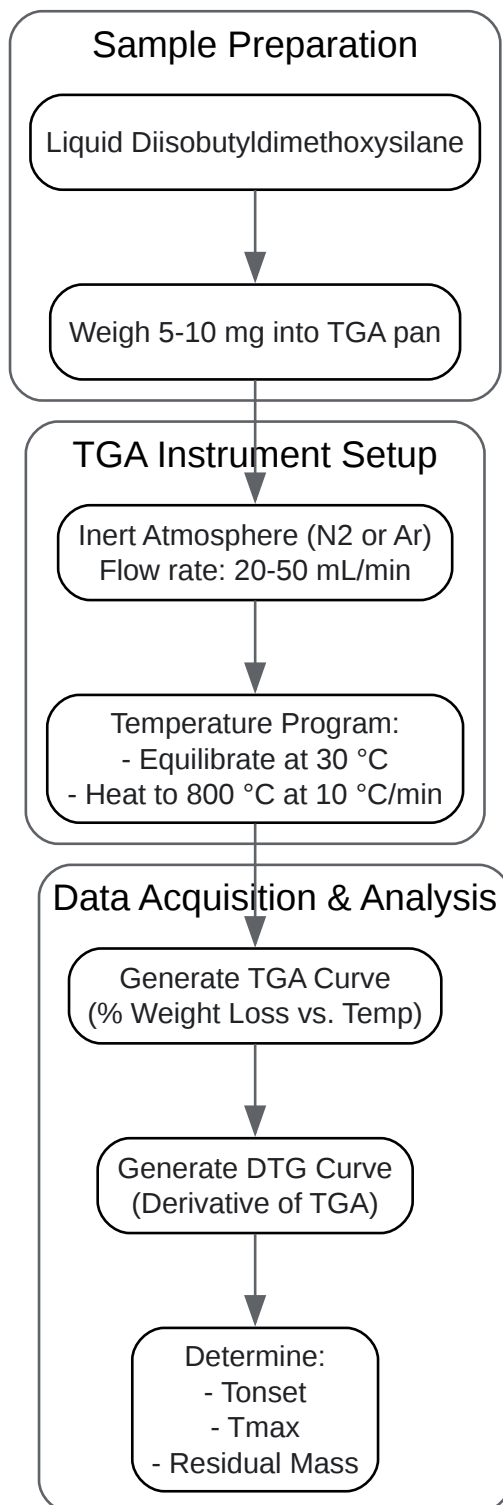 Sample Preparation
Liquid Diisobutyldimethoxysilane
Weigh 5-10 mg into TGA pan
TGA Instrument Setup
Inert Atmosphere (N2 or Ar)
Flow rate: 20-50 mL/min
Temperature Program:
- Equilibrate at 30 °C
- Heat to 800 °C at 10 °C/min
Data Acquisition & Analysis
Generate TGA Curve
(% Weight Loss vs. Temp)
Generate DTG Curve
(Derivative of TGA)
Determine:
- Tonset
- Tmax
- Residual Mass